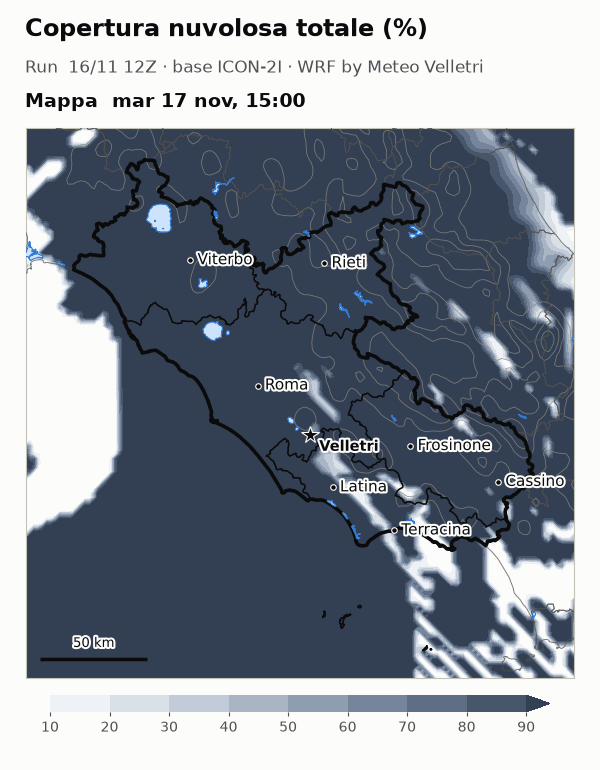 Copertura nuvolosa totale (%)
Run  16/11 12Z · base ICON-2I · WRF by Meteo Velletri
Mappa  mar 17 nov, 15:00
Viterbo
Rieti
Roma
Velletri
Frosinone
Latina
Cassino
Terracina
50 km
10 20 30 40 50 60 70 80 90